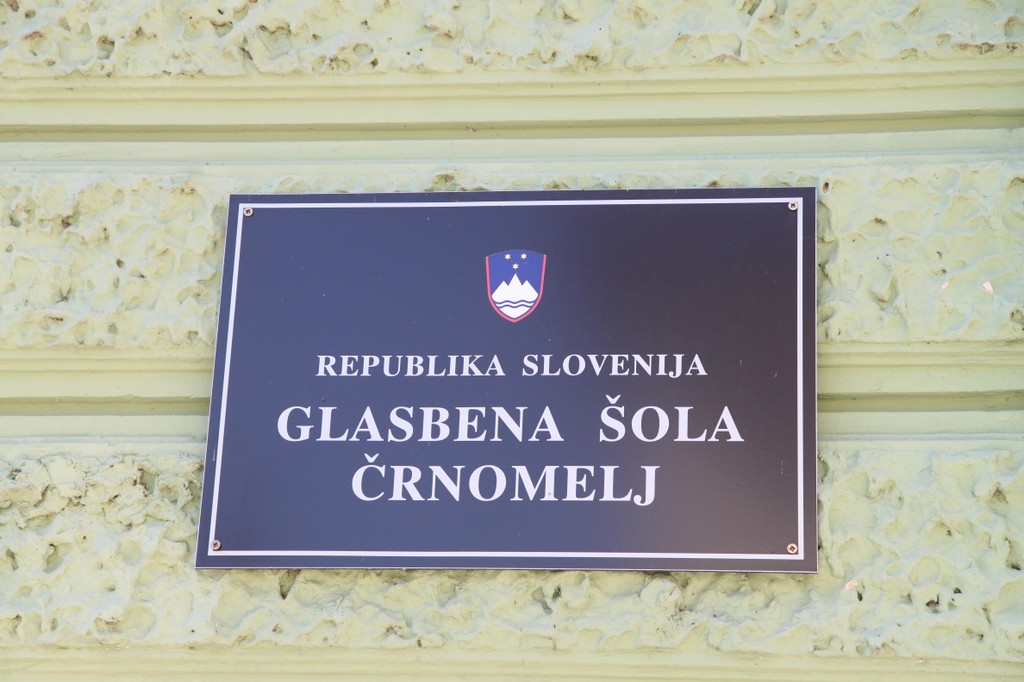 REPUBLIKA SLOVENIJA
GLASBENA ŠOLA
ČRNOMELJ